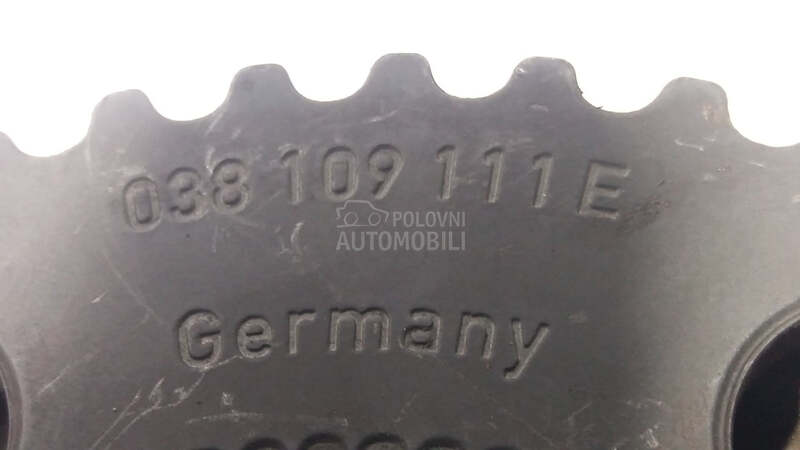 038 109 111 E
POLOVNI
AUTOMOBILI
Germany